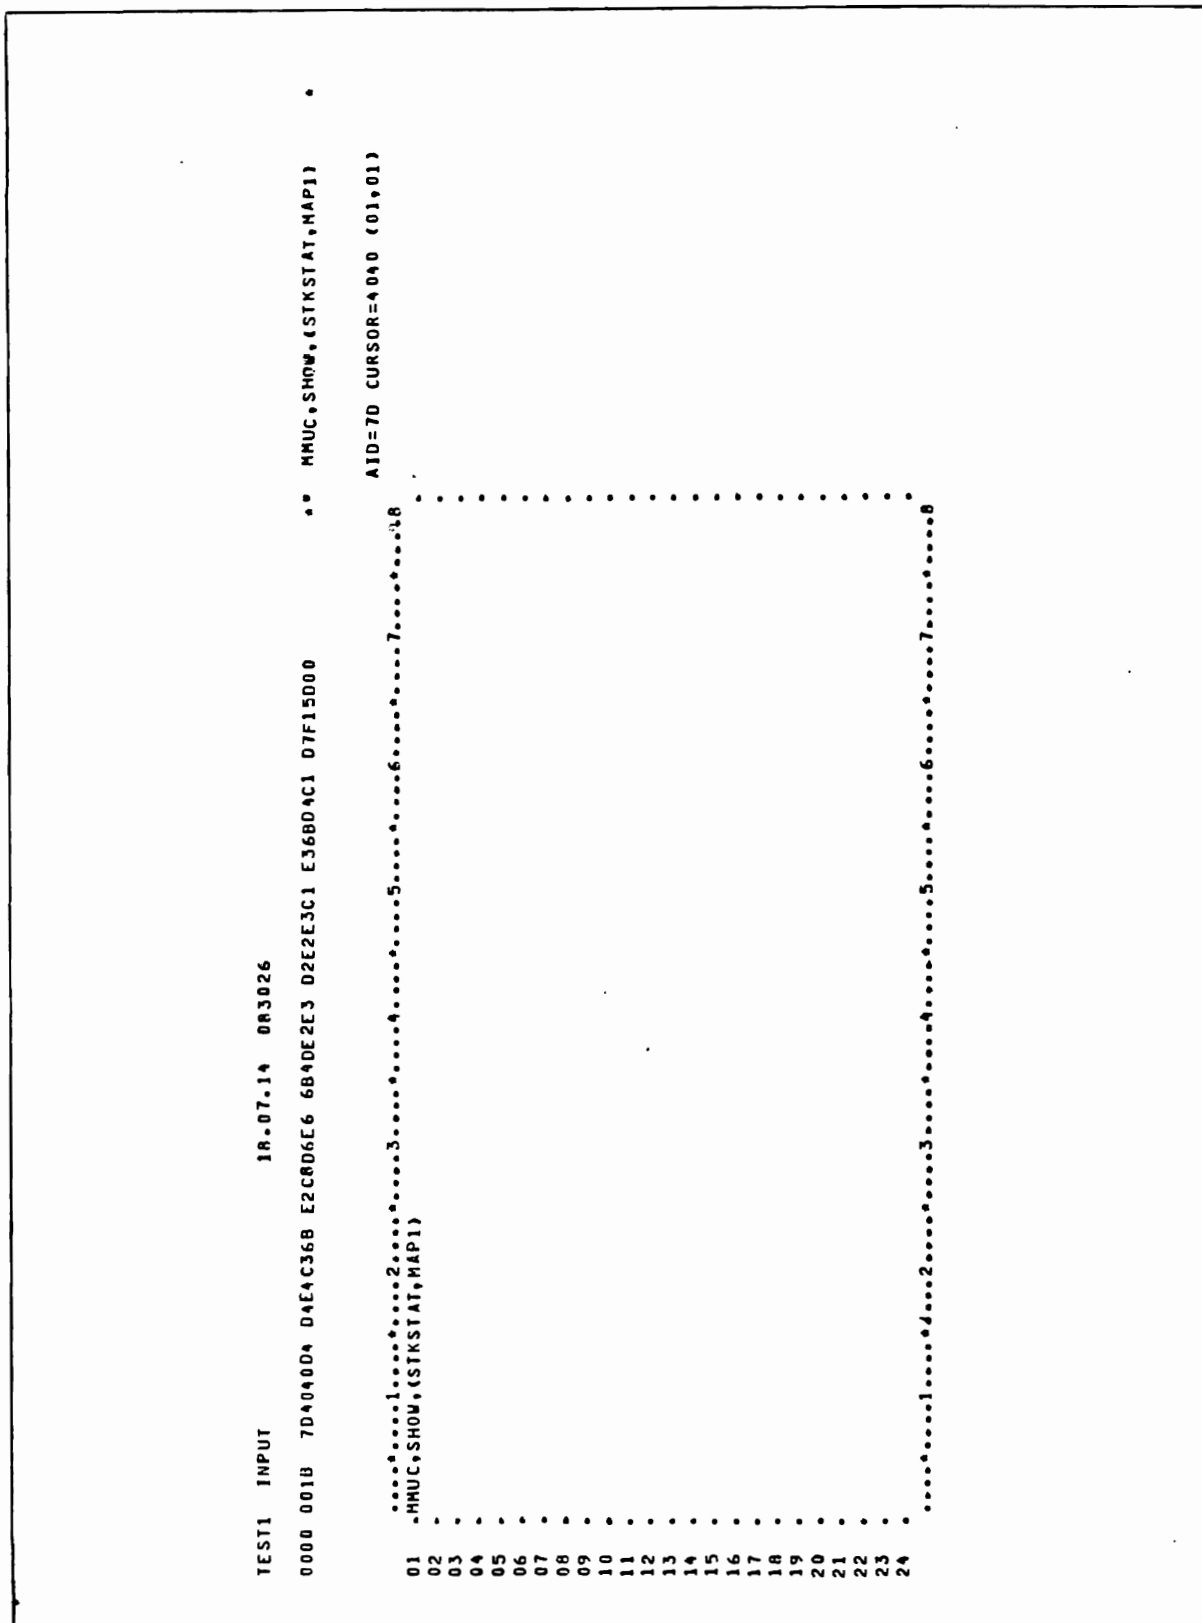 TEST1 INPUT 18.07.14 083026
0000 001B 7D4040D4 D4E4C36B E2C8D6E6 6B4DE2E3 D2E2E3C1 E36BD4C1 D7F15D00 ** MMUC,SHOW,(STKSTAT,MAP1) *
AID=7D CURSOR=4040 (01,01)
....*....1....*....2....*....3....*....4....*....5....*....6....*....7....*....8
01 .MMUC,SHOW,(STKSTAT,MAP1) .
02 . .
03 . .
04 . .
05 . .
06 . .
07 . .
08 . .
09 . .
10 . .
11 . .
12 . .
13 . .
14 . .
15 . .
16 . .
17 . .
18 . .
19 . .
20 . .
21 . .
22 . .
23 . .
24 . .
....*....1....*....2....*....3....*....4....*....5....*....6....*....7....*....8